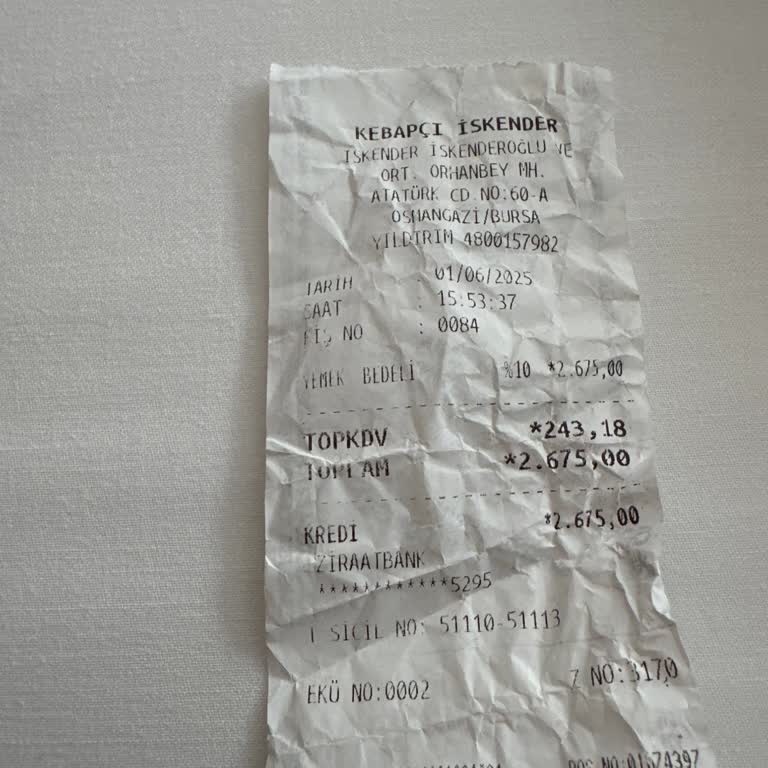 KEBAPÇI İSKENDER
İSKENDER İSKENDEROĞLU VE
ORT. ORHANBEY MH.
ATATÜRK CD.NO:60-A
OSMANGAZİ/BURSA
YILDIRIM 4800157982
TARİH : 01/06/2025
SAAT : 15:53:37
FİŞ NO : 0084
YEMEK BEDELİ %10 *2.675,00
TOPKDV *243,18
TOPLAM *2.675,00
KREDİ *2.675,00
ZİRAATBANK
************5295
SİCİL NO: 51110-51113
EKÜ NO:0002 Z NO:3170
POS NO:01674397